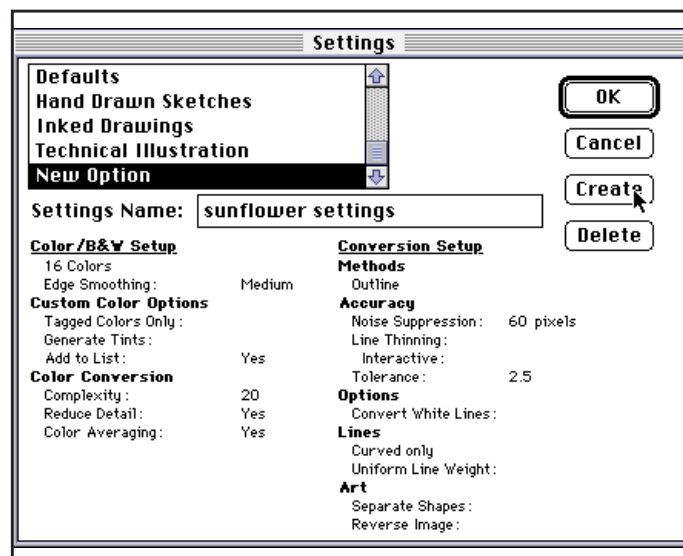 Settings
Defaults
Hand Drawn Sketches
Inked Drawings
Technical Illustration
New Option
OK
Cancel
Create
Delete
Settings Name: sunflower settings
Color/B&W Setup
16 Colors
Edge Smoothing: Medium
Custom Color Options
Tagged Colors Only:
Generate Tints:
Add to List: Yes
Color Conversion
Complexity: 20
Reduce Detail: Yes
Color Averaging: Yes
Conversion Setup
Methods
Outline
Accuracy
Noise Suppression: 60 pixels
Line Thinning:
Interactive:
Tolerance: 2.5
Options
Convert White Lines:
Lines
Curved only
Uniform Line Weight:
Art
Separate Shapes:
Reverse Image: